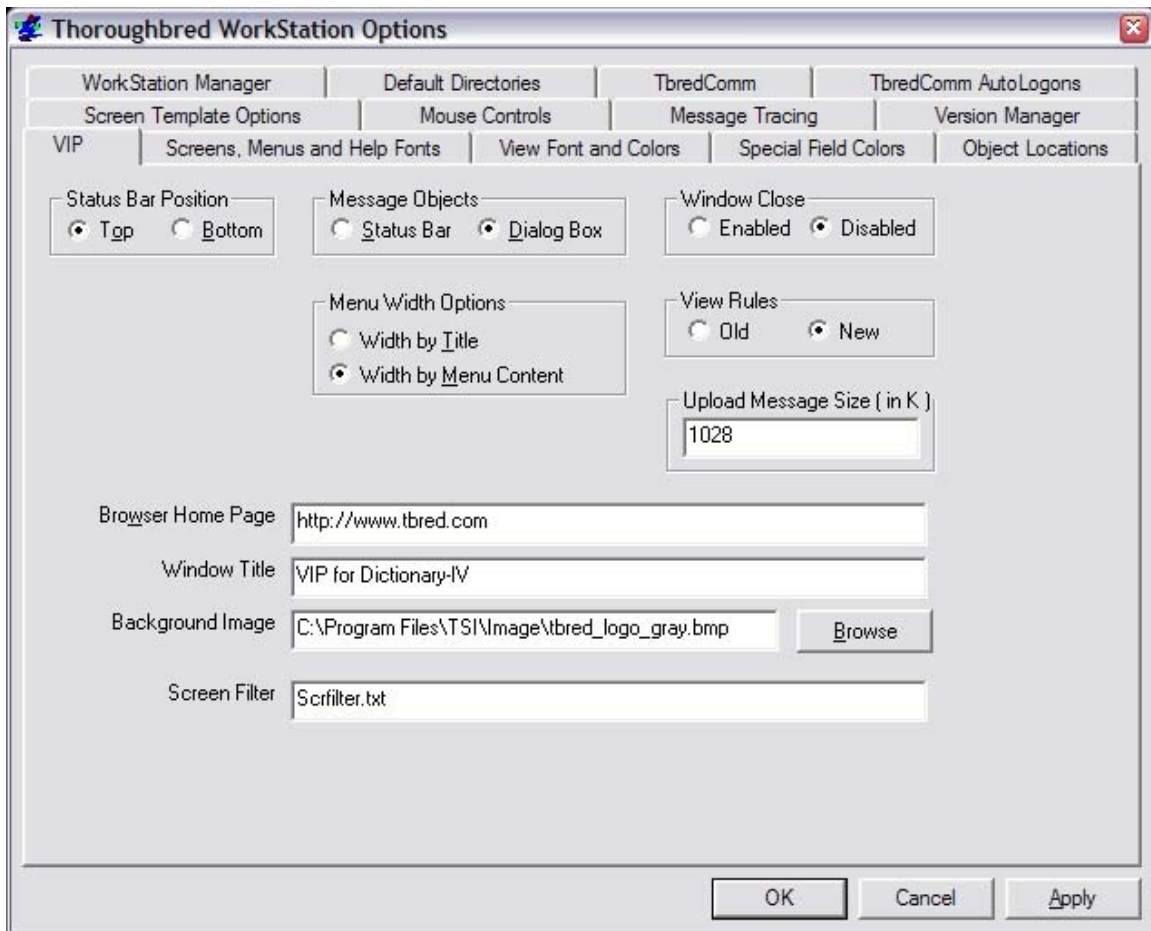 Thoroughbred WorkStation Options
WorkStation Manager
Default Directories
TbredComm
TbredComm AutoLogons
Screen Template Options
Mouse Controls
Message Tracing
Version Manager
VIP
Screens, Menus and Help Fonts
View Font and Colors
Special Field Colors
Object Locations
Status Bar Position
Top
Bottom
Message Objects
Status Bar
Dialog Box
Window Close
Enabled
Disabled
Menu Width Options
Width by Title
Width by Menu Content
View Rules
Old
New
Upload Message Size ( in K )
1028
Browser Home Page
http://www.tbred.com
Window Title
VIP for Dictionary-IV
Background Image
C:\Program Files\TSI\Image\tbred_logo_gray.bmp
Browse
Screen Filter
Scrfilter.txt
OK
Cancel
Apply